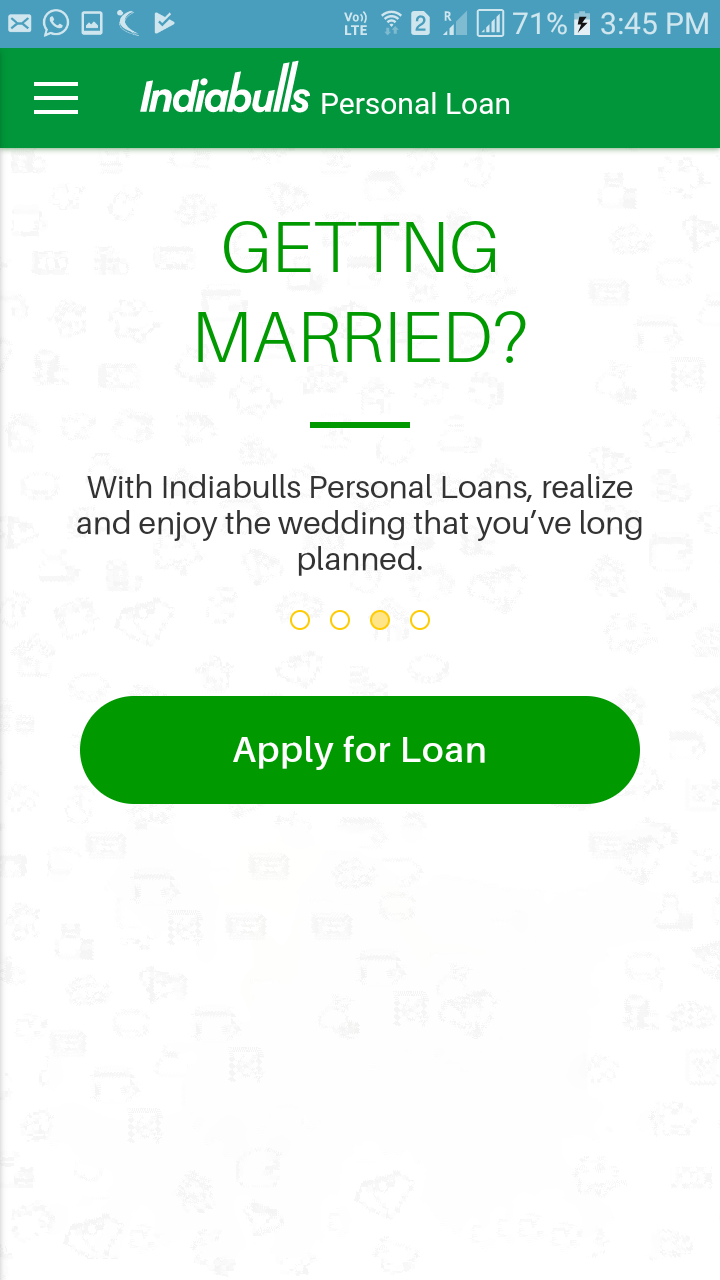 Vo)) LTE 2 R 71% 3:45 PM
Indiabulls Personal Loan
GETTNG
MARRIED?
With Indiabulls Personal Loans, realize
and enjoy the wedding that you’ve long
planned.
Apply for Loan